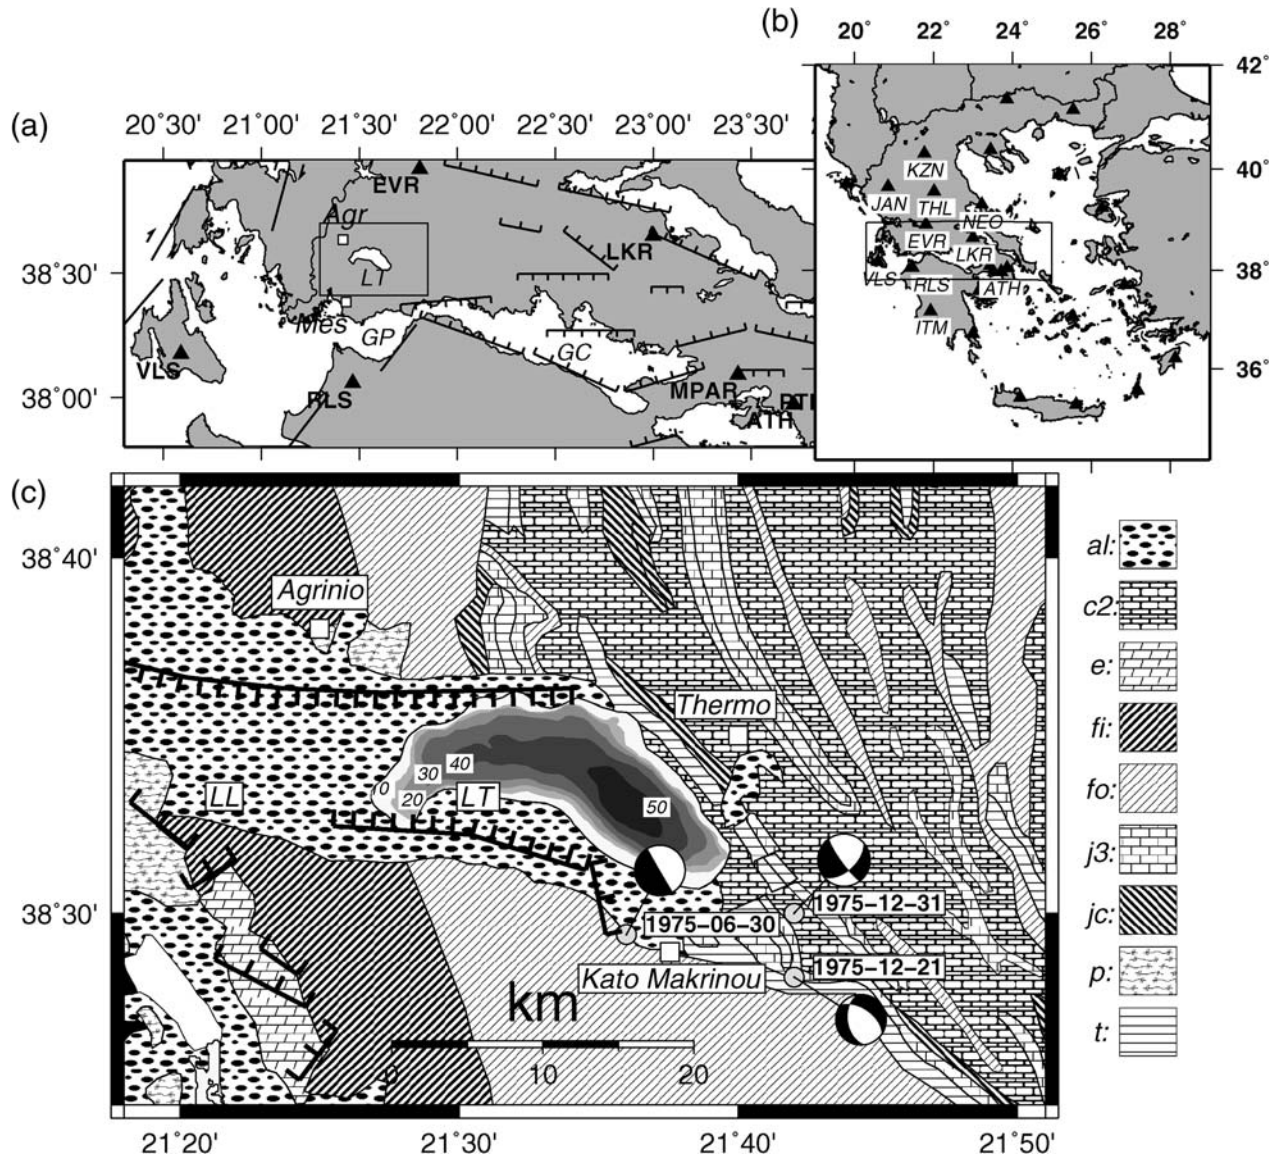 (b)
20° 22° 24° 26° 28°
42°
40°
38°
36°
KZN
JAN THL
NEO
EVR
LKR
VLS RLS ATH
ITM
(a)
20°30' 21°00' 21°30' 22°00' 22°30' 23°00' 23°30'
38°30'
38°00'
EVR
Agr
LKR
LT
Mes
GP
GC
VLS
RLS
MPAR
ATH
(c)
38°40'
38°30'
Agrinio
Thermo
30 40
0
20
LL
LT
50
1975-12-31
1975-06-30
1975-12-21
Kato Makrinou
km
0 10 20
21°20' 21°30' 21°40' 21°50'
al:
c2:
e:
fi:
fo:
j3:
jc:
p:
t: